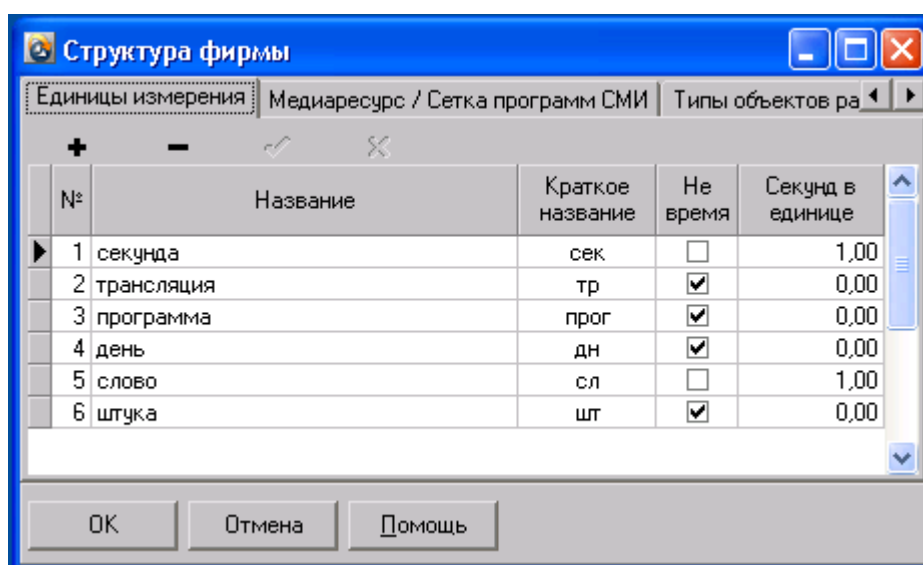 Структура фирмы
Единицы измерения Медиаресурс / Сетка программ СМИ Типы объектов ра
№ Название Краткое название Не время Секунд в единице
1 секунда сек 1,00
2 трансляция тр 0,00
3 программа прог 0,00
4 день дн 0,00
5 слово сл 1,00
6 штука шт 0,00
OK Отмена Помощь